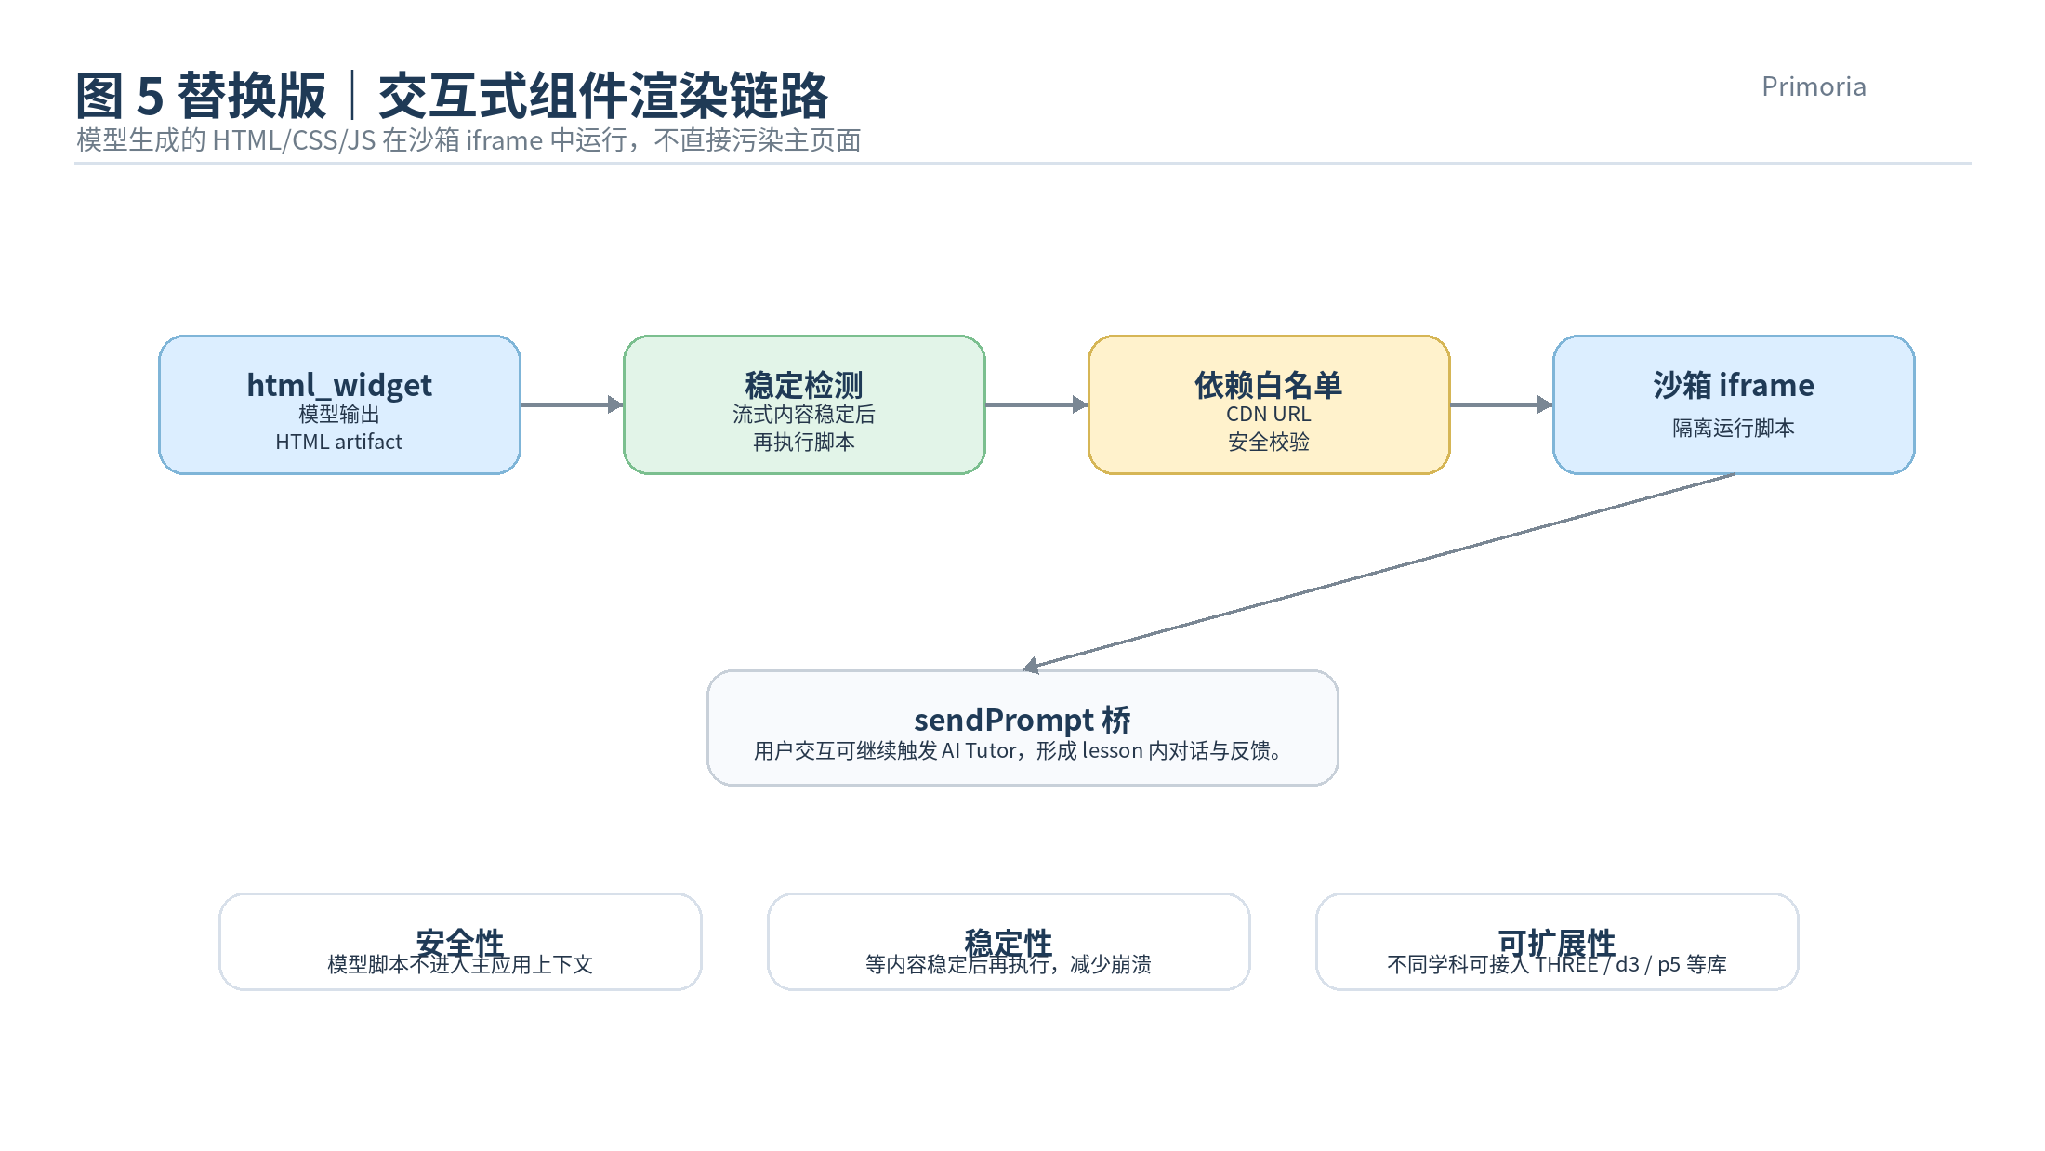 图 5 替换版｜交互式组件渲染链路
Primoria
模型生成的 HTML/CSS/JS 在沙箱 iframe 中运行，不直接污染主页面
html_widget
模型输出
HTML artifact
稳定检测
流式内容稳定后
再执行脚本
依赖白名单
CDN URL
安全校验
沙箱 iframe
隔离运行脚本
sendPrompt 桥
用户交互可继续触发 AI Tutor，形成 lesson 内对话与反馈。
安全性
模型脚本不进入主应用上下文
稳定性
等内容稳定后再执行，减少崩溃
可扩展性
不同学科可接入 THREE / d3 / p5 等库